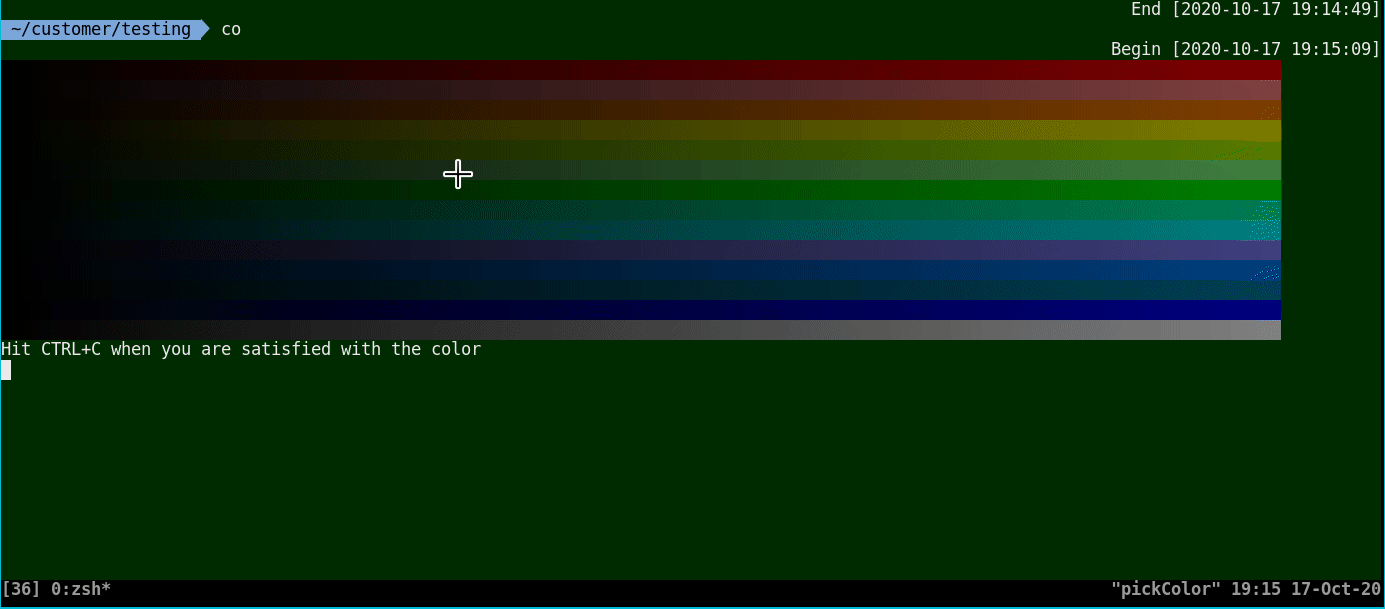 End [2020-10-17 19:14:49]
~/customer/testing co
Begin [2020-10-17 19:15:09]
Hit CTRL+C when you are satisfied with the color
[36] 0:zsh* "pickColor" 19:15 17-Oct-20